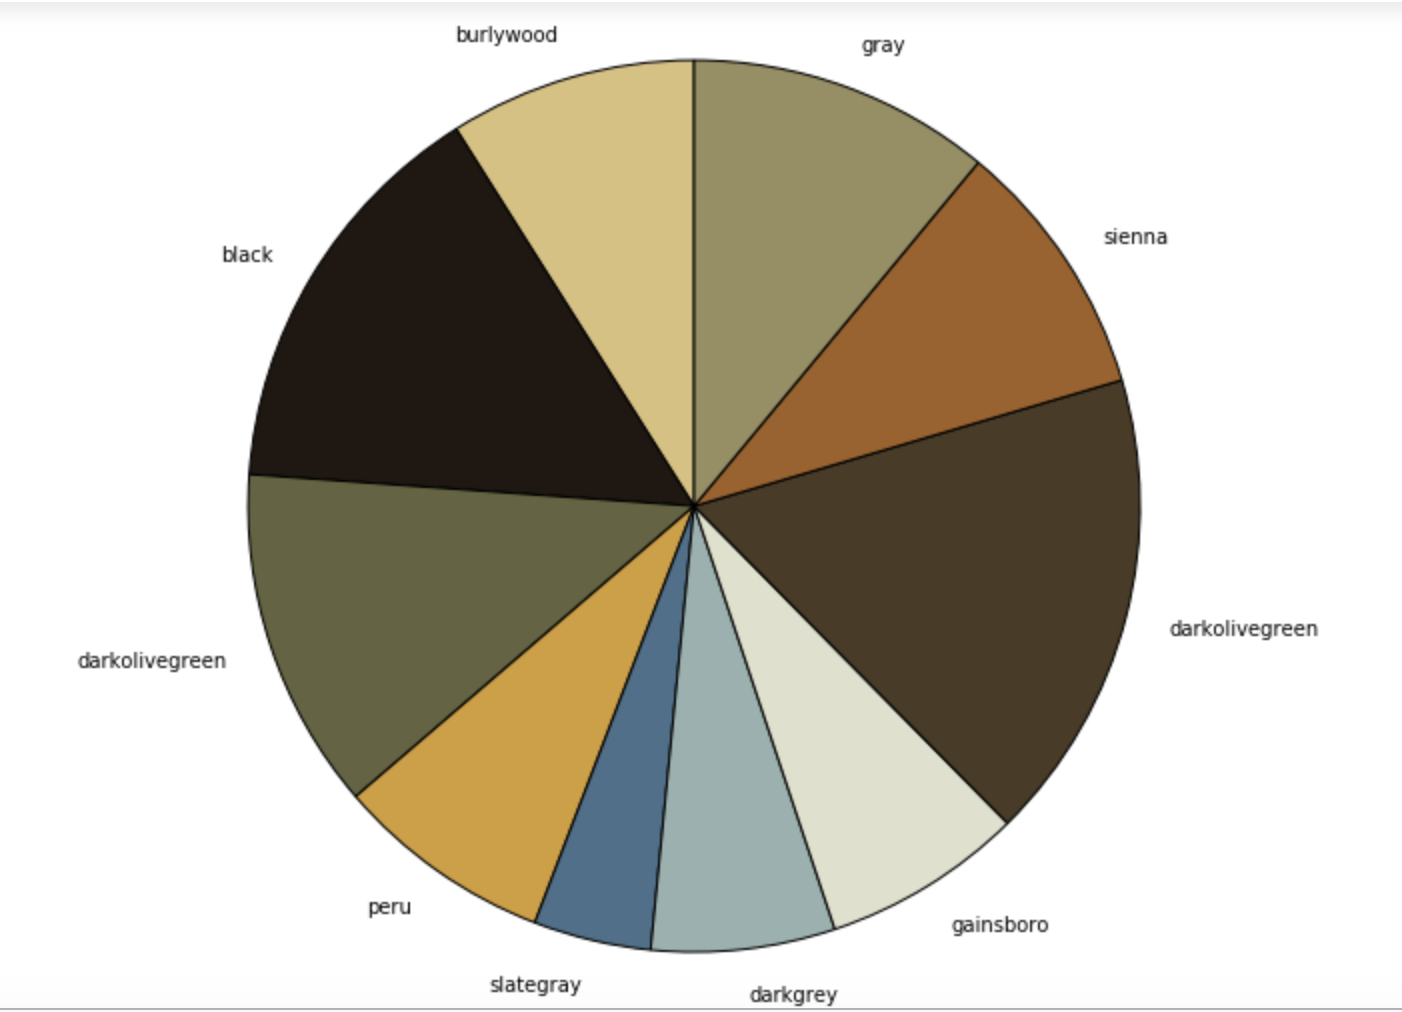 burlywood
gray
sienna
black
darkolivegreen
darkolivegreen
peru
gainsboro
slategray
darkgrey